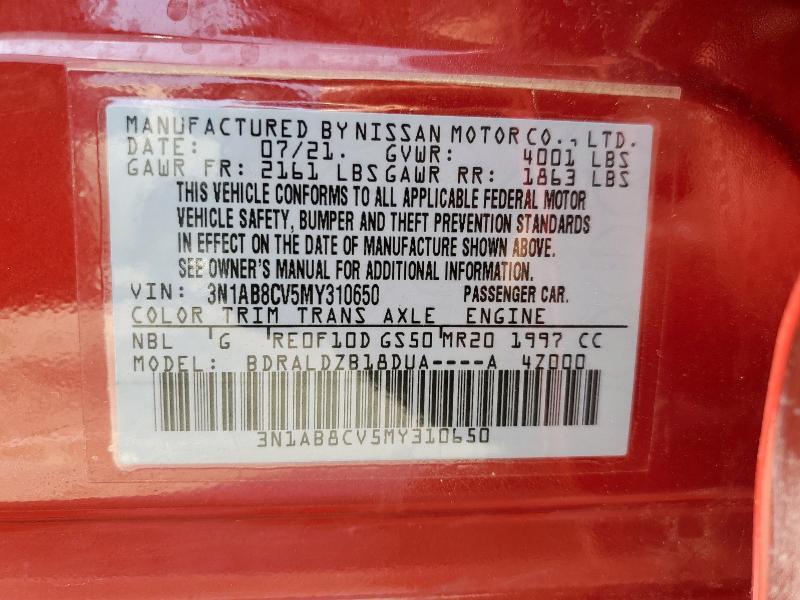 MANUFACTURED BY NISSAN MOTOR CO., LTD.
DATE: 07/21. GVWR: 4001 LBS
GAWR FR: 2161 LBS GAWR RR: 1863 LBS
THIS VEHICLE CONFORMS TO ALL APPLICABLE FEDERAL MOTOR
VEHICLE SAFETY, BUMPER AND THEFT PREVENTION STANDARDS
IN EFFECT ON THE DATE OF MANUFACTURE SHOWN ABOVE.
SEE OWNER'S MANUAL FOR ADDITIONAL INFORMATION.
VIN: 3N1AB8CV5MY310650 PASSENGER CAR.
COLOR TRIM TRANS AXLE ENGINE
NBL G RE0F10D GS50 MR20 1997 CC
MODEL: BDRALDZB18DUA----A 4Z000
3N1AB8CV5MY310650